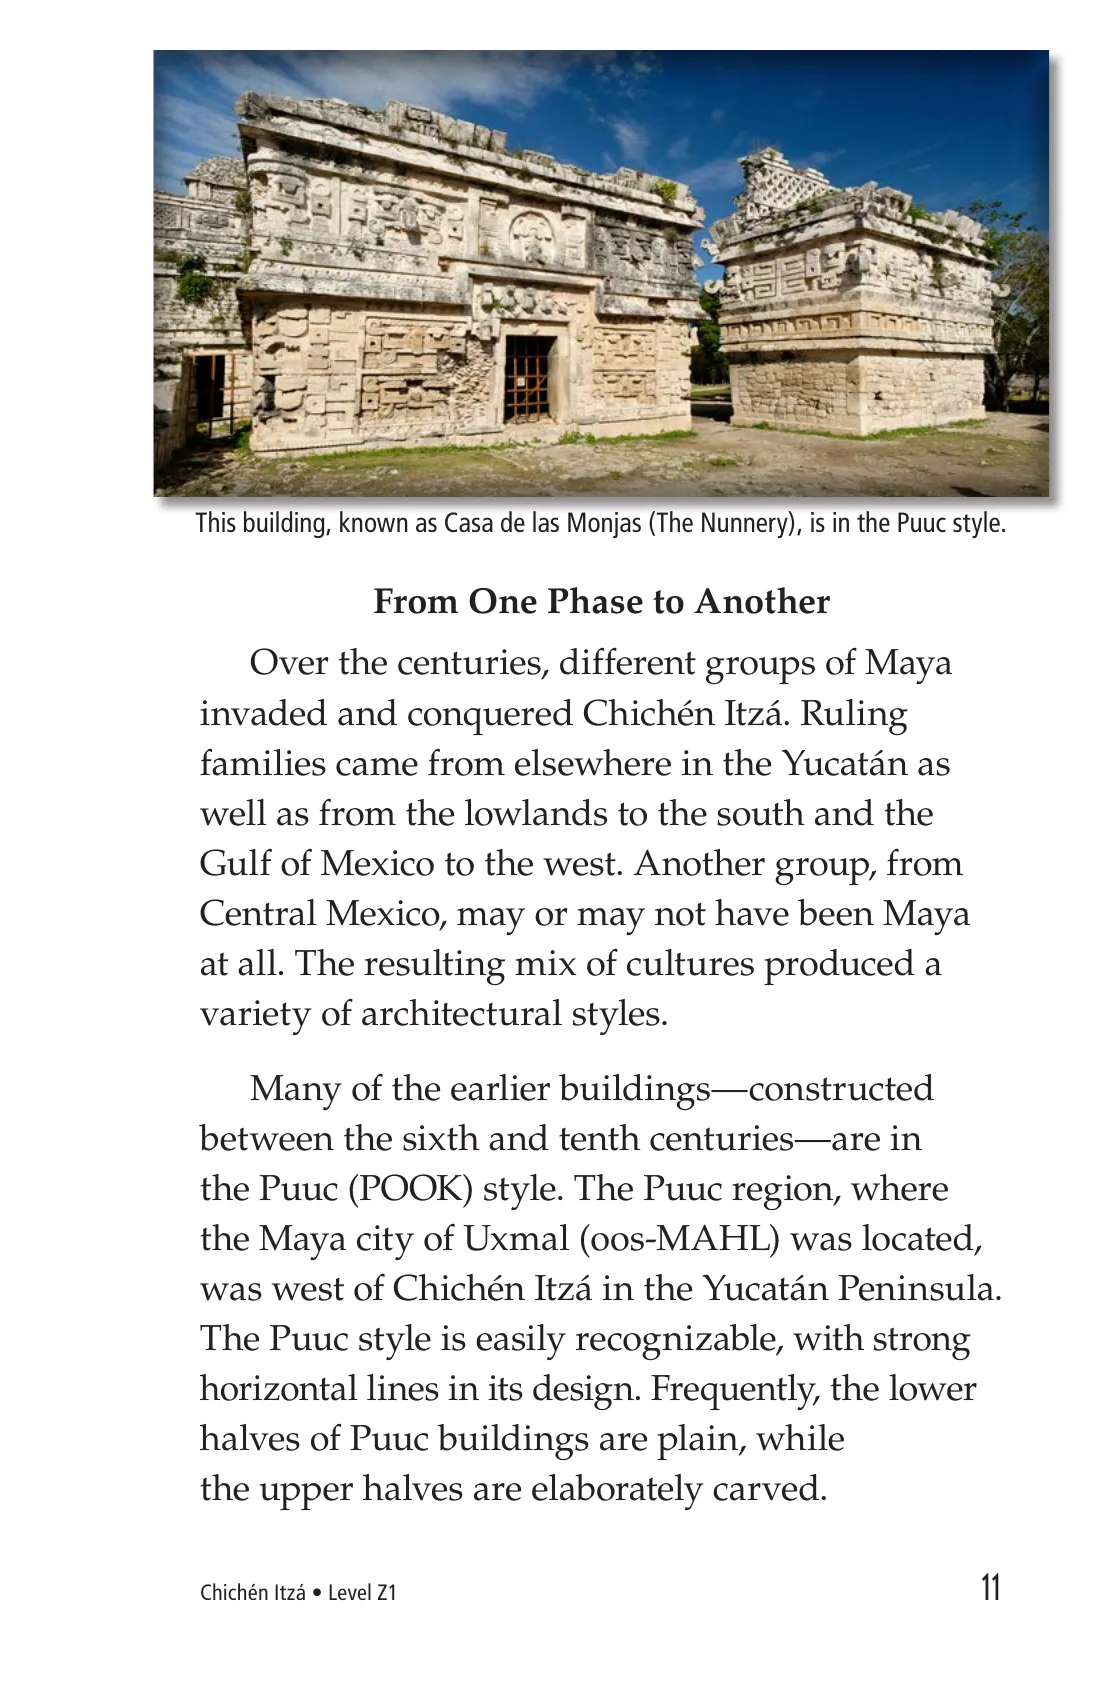 This building, known as Casa de las Monjas (The Nunnery), is in the Puuc style.
From One Phase to Another
Over the centuries, different groups of Maya
invaded and conquered Chichén Itzá. Ruling
families came from elsewhere in the Yucatán as
well as from the lowlands to the south and the
Gulf of Mexico to the west. Another group, from
Central Mexico, may or may not have been Maya
at all. The resulting mix of cultures produced a
variety of architectural styles.
Many of the earlier buildings—constructed
between the sixth and tenth centuries—are in
the Puuc (POOK) style. The Puuc region, where
the Maya city of Uxmal (oos-MAHL) was located,
was west of Chichén Itzá in the Yucatán Peninsula.
The Puuc style is easily recognizable, with strong
horizontal lines in its design. Frequently, the lower
halves of Puuc buildings are plain, while
the upper halves are elaborately carved.
Chichén Itzá • Level Z1
11